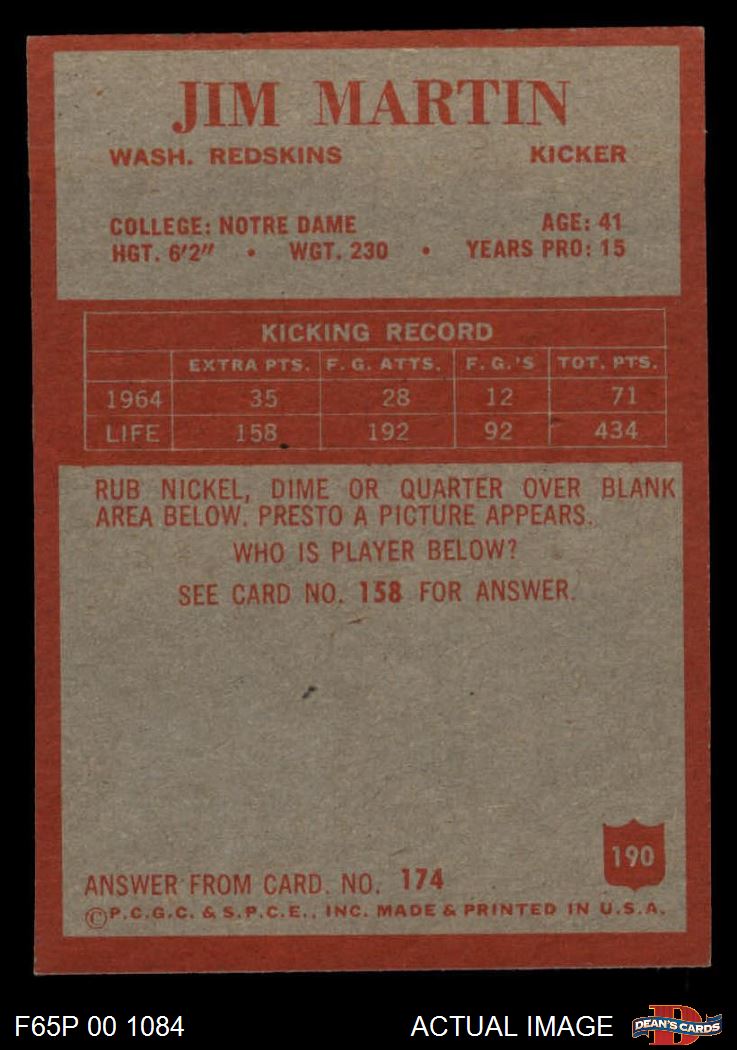 JIM MARTIN
WASH. REDSKINS KICKER
COLLEGE: NOTRE DAME AGE: 41
HGT. 6'2" • WGT. 230 • YEARS PRO: 15
KICKING RECORD
EXTRA PTS. F. G. ATTS. F. G.'S TOT. PTS.
1964 35 28 12 71
LIFE 158 192 92 434
RUB NICKEL, DIME OR QUARTER OVER BLANK
AREA BELOW. PRESTO A PICTURE APPEARS.
WHO IS PLAYER BELOW?
SEE CARD NO. 158 FOR ANSWER.
190
ANSWER FROM CARD. NO. 174
©P.C.G.C. & S.P.C.E., INC. MADE & PRINTED IN U.S.A.
F65P 00 1084 ACTUAL IMAGE DEAN'S CARDS